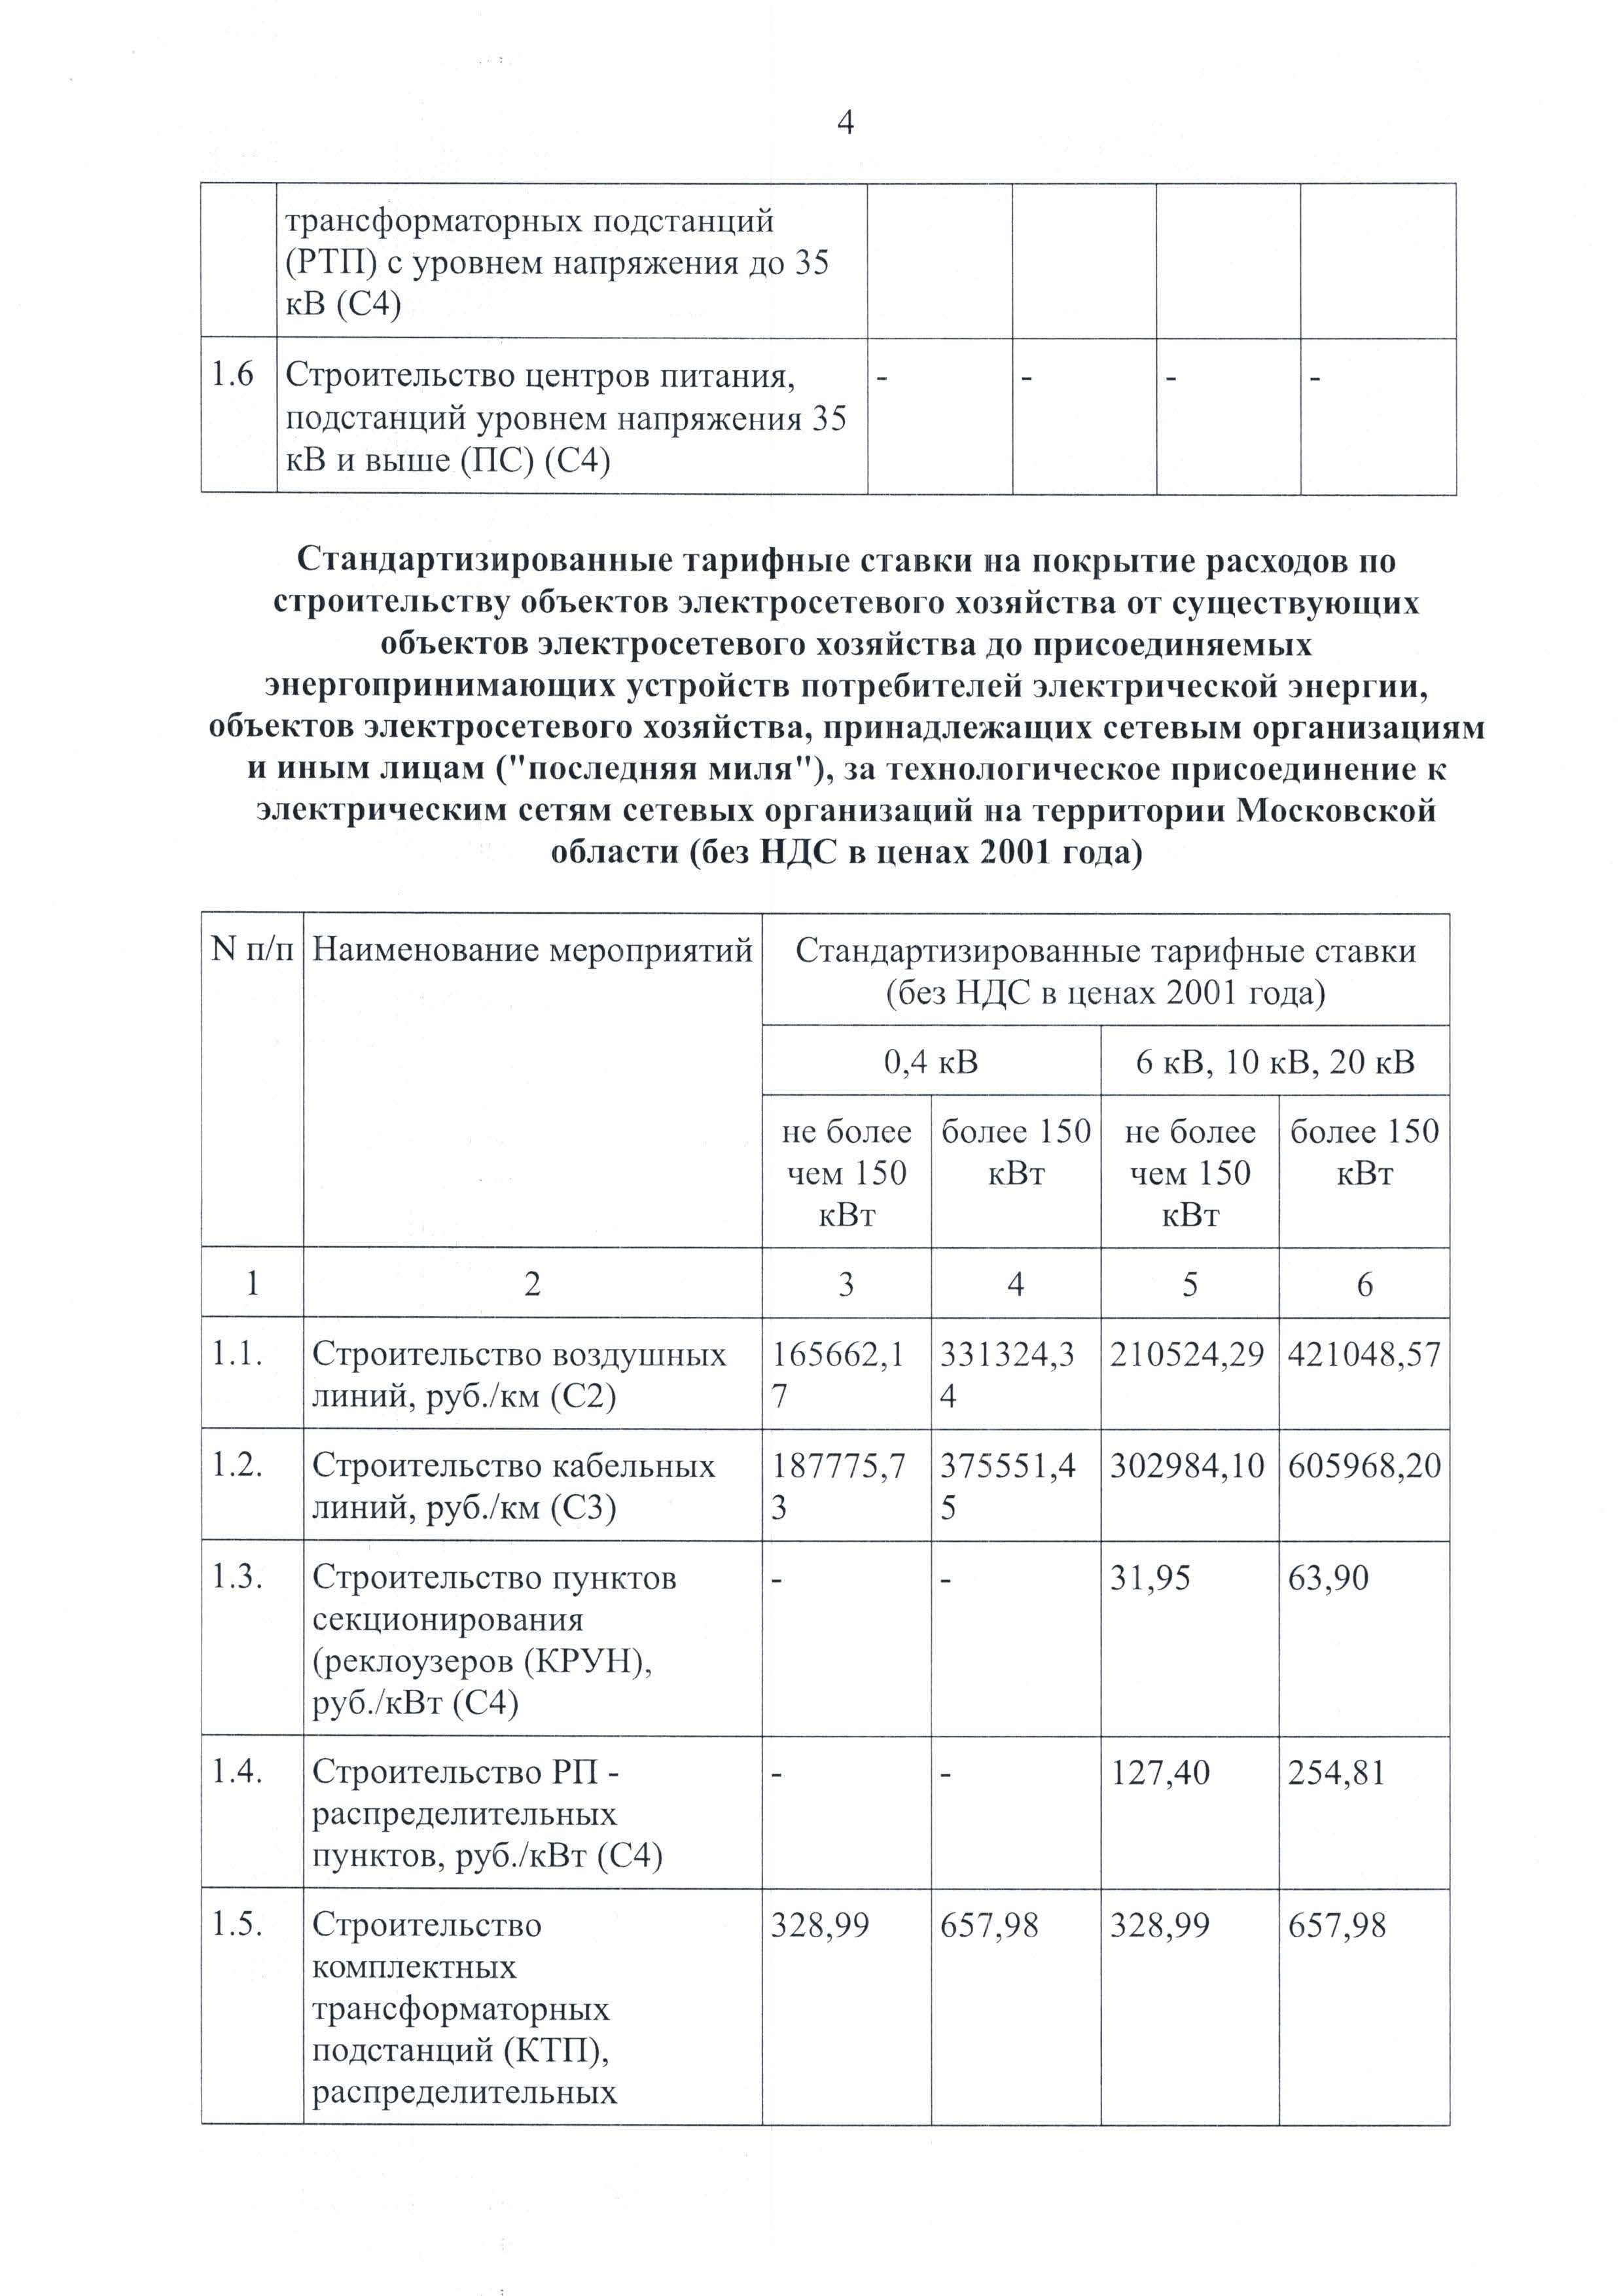 4
трансформаторных подстанций
(РТП) с уровнем напряжения до 35
кВ (С4)
1.6 Строительство центров питания, - - - -
подстанций уровнем напряжения 35
кВ и выше (ПС) (С4)
Стандартизированные тарифные ставки на покрытие расходов по
строительству объектов электросетевого хозяйства от существующих
объектов электросетевого хозяйства до присоединяемых
энергопринимающих устройств потребителей электрической энергии,
объектов электросетевого хозяйства, принадлежащих сетевым организациям
и иным лицам ("последняя миля"), за технологическое присоединение к
электрическим сетям сетевых организаций на территории Московской
области (без НДС в ценах 2001 года)
N п/п Наименование мероприятий Стандартизированные тарифные ставки
(без НДС в ценах 2001 года)
0,4 кВ 6 кВ, 10 кВ, 20 кВ
не более более 150 не более более 150
чем 150 кВт чем 150 кВт
кВт кВт
1 2 3 4 5 6
1.1. Строительство воздушных 165662,1 331324,3 210524,29 421048,57
линий, руб./км (С2) 7 4
1.2. Строительство кабельных 187775,7 375551,4 302984,10 605968,20
линий, руб./км (С3) 3 5
1.3. Строительство пунктов - - 31,95 63,90
секционирования
(реклоузеров (КРУН),
руб./кВт (С4)
1.4. Строительство РП - - - 127,40 254,81
распределительных
пунктов, руб./кВт (С4)
1.5. Строительство 328,99 657,98 328,99 657,98
комплектных
трансформаторных
подстанций (КТП),
распределительных